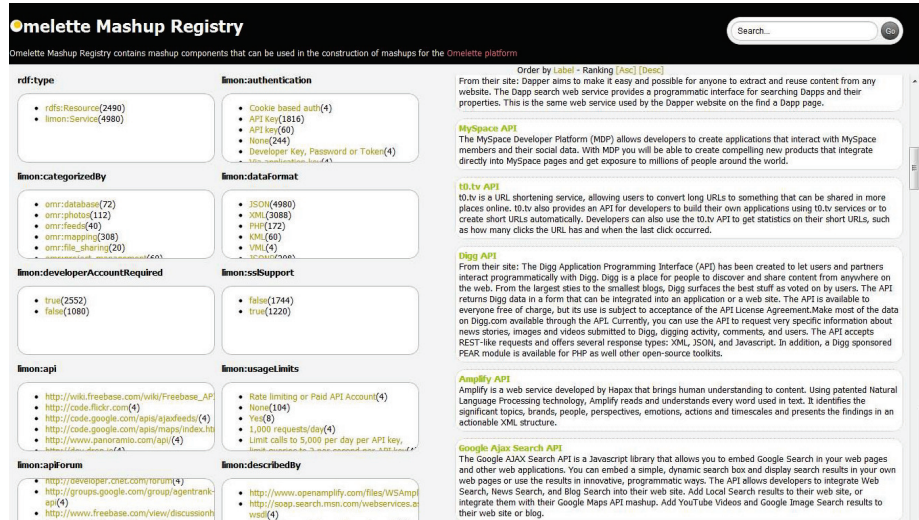 Omelette Mashup Registry
Search...
Go
Omelette Mashup Registry contains mashup components that can be used in the construction of mashups for the Omelette platform
rdf:type
rdfs:Resource(2490)
limon:Service(4980)
limon:authentication
Cookie based auth(4)
API Key(1816)
API key(60)
None(244)
Developer Key, Password or Token(4)
Via application key(4)
limon:categorizedBy
omr:database(72)
omr:photos(112)
omr:feeds(40)
omr:mapping(308)
omr:file_sharing(20)
omr:project_management(60)
limon:dataFormat
JSON(4980)
XML(3088)
PHP(172)
KML(60)
VML(4)
limon:developerAccountRequired
true(2552)
false(1080)
limon:sslSupport
false(1744)
true(1220)
limon:api
http://wiki.freebase.com/wiki/Freebase_AP
http://code.flickr.com(4)
http://code.google.com/apis/ajaxfeeds/(4)
http://code.google.com/apis/maps/index.ht
http://www.panoramio.com/api/(4)
limon:usageLimits
Rate limiting or Paid API Account(4)
None(104)
Yes(8)
1,000 requests/day(4)
Limit calls to 5,000 per day per API key,
limon:apiForum
http://developer.cnet.com/forum(4)
http://groups.google.com/group/agentrank-
api(4)
http://www.freebase.com/view/discussionh
limon:describedBy
http://www.openamplify.com/files/WSAmpl
http://soap.search.msn.com/webservices.as
wsdl(4)
Order by Label - Ranking [Asc] [Desc]
From their site: Dapper aims to make it easy and possible for anyone to extract and reuse content from any
website. The Dapp search web service provides a programmatic interface for searching Dapps and their
properties. This is the same web service used by the Dapper website on the find a Dapp page.
MySpace API
The MySpace Developer Platform (MDP) allows developers to create applications that interact with MySpace
members and their social data. With MDP you will be able to create compelling new products that integrate
directly into MySpace pages and get exposure to millions of people around the world.
t0.tv API
t0.tv is a URL shortening service, allowing users to convert long URLs to something that can be shared in more
places online. t0.tv also provides an API for developers to build their own applications using t0.tv services or to
create short URLs automatically. Developers can also use the t0.tv API to get statistics on their short URLs, such
as how many clicks the URL has and when the last click occurred.
Digg API
From their site: The Digg Application Programming Interface (API) has been created to let users and partners
interact programmatically with Digg. Digg is a place for people to discover and share content from anywhere on
the web. From the largest sties to the smallest blogs, Digg surfaces the best stuff as voted on by users. The API
returns Digg data in a form that can be integrated into an application or a web site. The API is available to
everyone free of charge, but its use is subject to acceptance of the API License Agreement.Make most of the data
on Digg.com available through the API. Currently, you can use the API to request very specific information about
news stories, images and videos submitted to Digg, digging activity, comments, and users. The API accepts
REST-like requests and offers several response types: XML, JSON, and Javascript. In addition, a Digg sponsored
PEAR module is available for PHP as well other open-source toolkits.
Amplify API
Amplify is a web service developed by Hapax that brings human understanding to content. Using patented Natural
Language Processing technology, Amplify reads and understands every word used in text. It identifies the
significant topics, brands, people, perspectives, emotions, actions and timescales and presents the findings in an
actionable XML structure.
Google Ajax Search API
The Google AJAX Search API is a Javascript library that allows you to embed Google Search in your web pages
and other web applications. You can embed a simple, dynamic search box and display search results in your own
web pages or use the results in innovative, programmatic ways. The API allows developers to integrate Web
Search, News Search, and Blog Search into their web site. Add Local Search results to their web site, or
integrate them with their Google Maps API mashup. Add YouTube Videos and Google Image Search results to
their web site or blog.